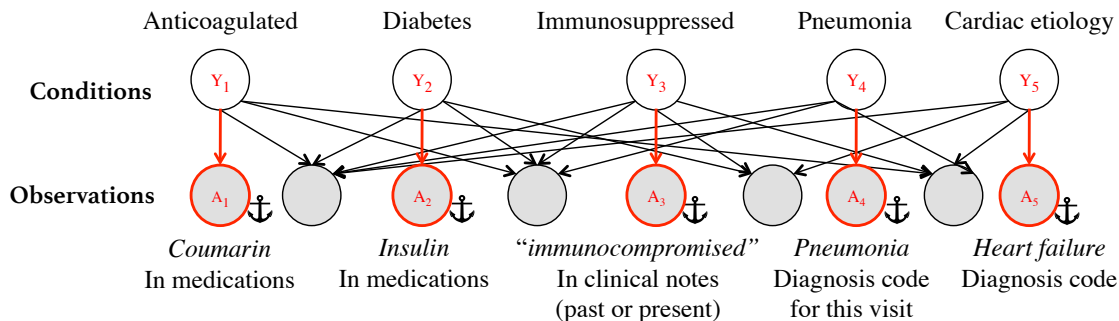 Anticoagulated Diabetes Immunosuppressed Pneumonia Cardiac etiology
Conditions Y1 Y2 Y3 Y4 Y5
Observations A1 A2 A3 A4 A5
Coumarin Insulin “immunocompromised” Pneumonia Heart failure
In medications In medications In clinical notes Diagnosis code Diagnosis code
(past or present) for this visit